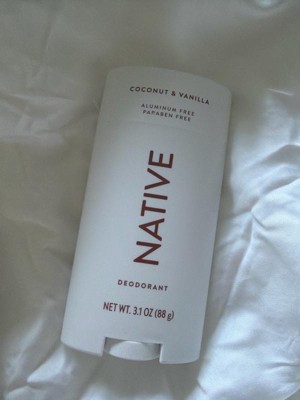 COCONUT & VANILLA
ALUMINUM FREE
PARABEN FREE
NATIVE
DEODORANT
NET WT. 3.1 OZ (88 g)